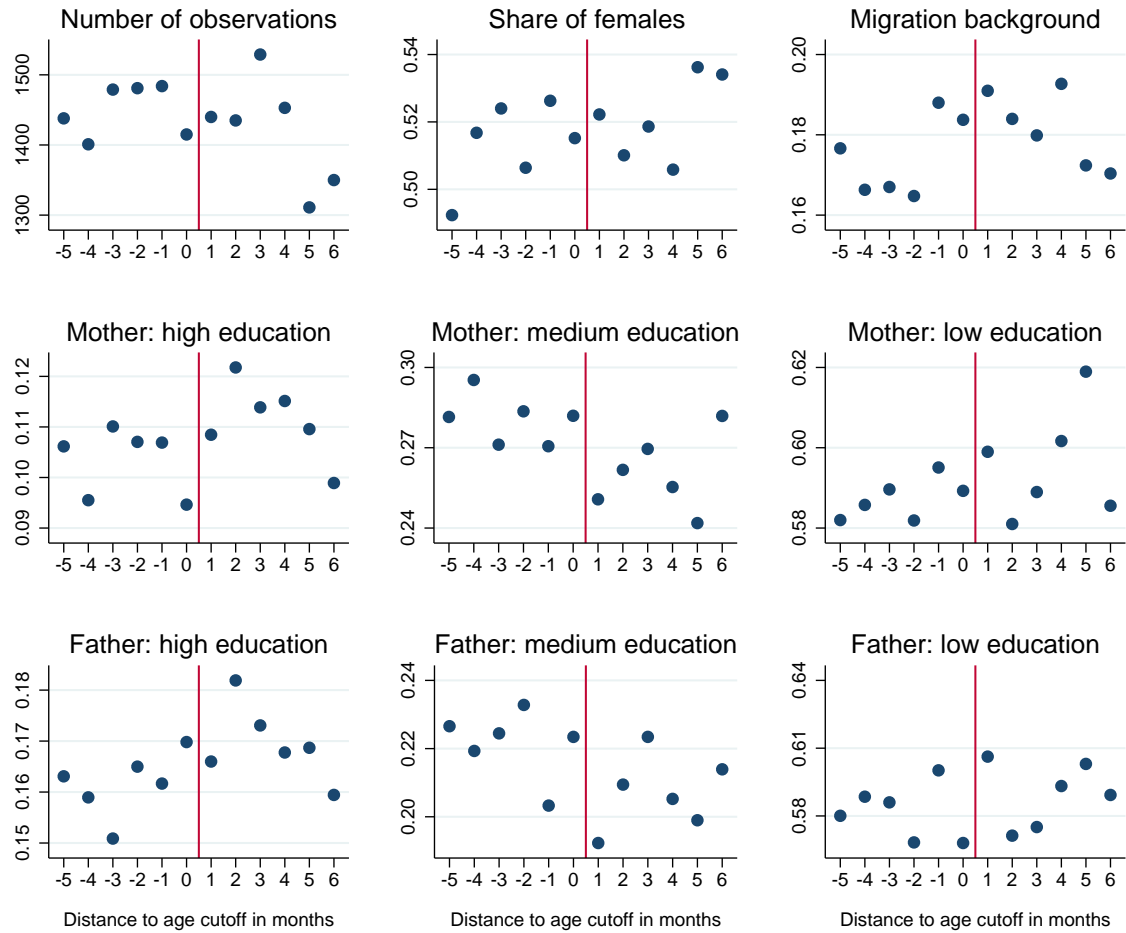 Number of observations
1500
1400
1300
-5 -4 -3 -2 -1 0 1 2 3 4 5 6
Share of females
0.54
0.52
0.50
-5 -4 -3 -2 -1 0 1 2 3 4 5 6
Migration background
0.20
0.18
0.16
-5 -4 -3 -2 -1 0 1 2 3 4 5 6
Mother: high education
0.12
0.11
0.10
0.09
-5 -4 -3 -2 -1 0 1 2 3 4 5 6
Mother: medium education
0.30
0.27
0.24
-5 -4 -3 -2 -1 0 1 2 3 4 5 6
Mother: low education
0.62
0.60
0.58
-5 -4 -3 -2 -1 0 1 2 3 4 5 6
Father: high education
0.18
0.17
0.16
0.15
-5 -4 -3 -2 -1 0 1 2 3 4 5 6
Distance to age cutoff in months
Father: medium education
0.24
0.22
0.20
-5 -4 -3 -2 -1 0 1 2 3 4 5 6
Distance to age cutoff in months
Father: low education
0.64
0.61
0.58
-5 -4 -3 -2 -1 0 1 2 3 4 5 6
Distance to age cutoff in months